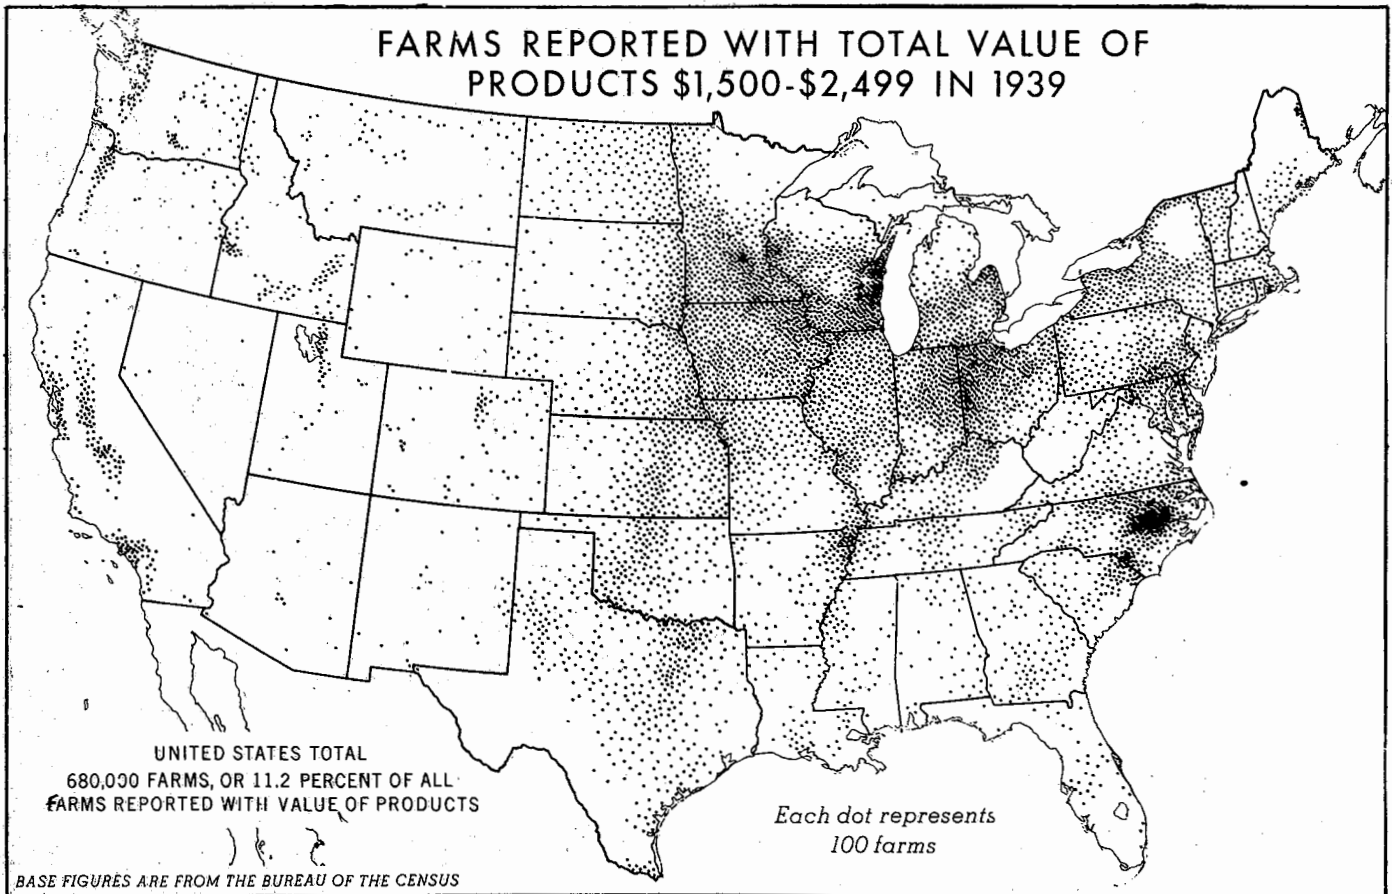 FARMS REPORTED WITH TOTAL VALUE OF
PRODUCTS $1,500-$2,499 IN 1939
UNITED STATES TOTAL
680,000 FARMS, OR 11.2 PERCENT OF ALL
FARMS REPORTED WITH VALUE OF PRODUCTS
Each dot represents
100 farms
BASE FIGURES ARE FROM THE BUREAU OF THE CENSUS